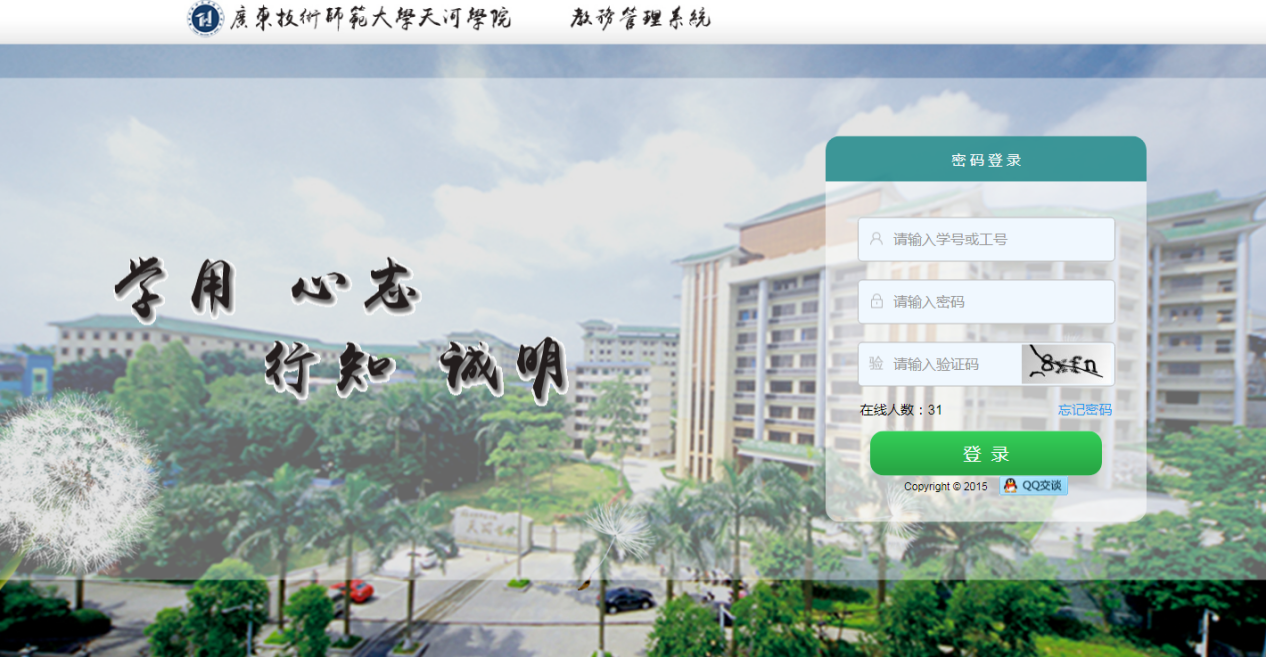 廣東技術師範大學天河學院 教務管理系統
密码登录
学用 心志
行知 诚明
请输入学号或工号
请输入密码
验 请输入验证码
在线人数：31 忘记密码
登 录
Copyright © 2015 QQ交谈